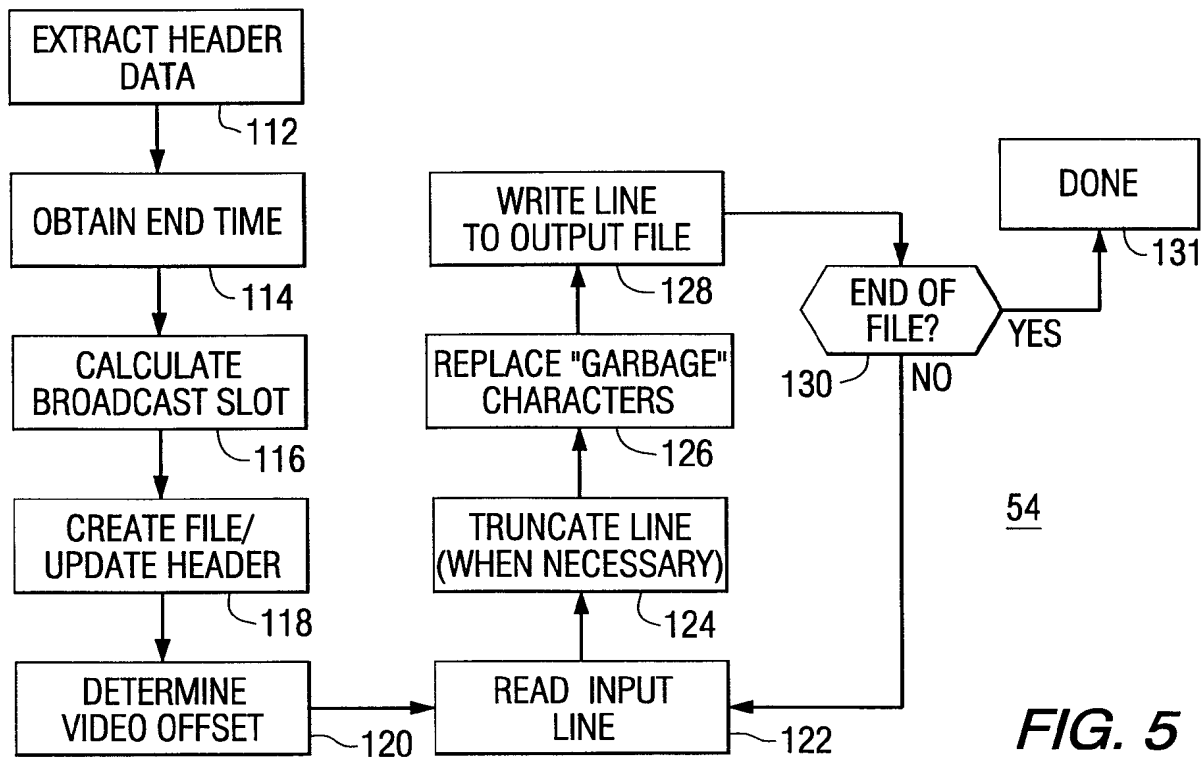 EXTRACT HEADER
DATA
112
OBTAIN END TIME
114
CALCULATE
BROADCAST SLOT
116
CREATE FILE/
UPDATE HEADER
118
DETERMINE
VIDEO OFFSET
120
READ INPUT
LINE
122
TRUNCATE LINE
(WHEN NECESSARY)
124
REPLACE "GARBAGE"
CHARACTERS
126
WRITE LINE
TO OUTPUT FILE
128
END OF
FILE?
130
YES
NO
DONE
131
54
FIG. 5